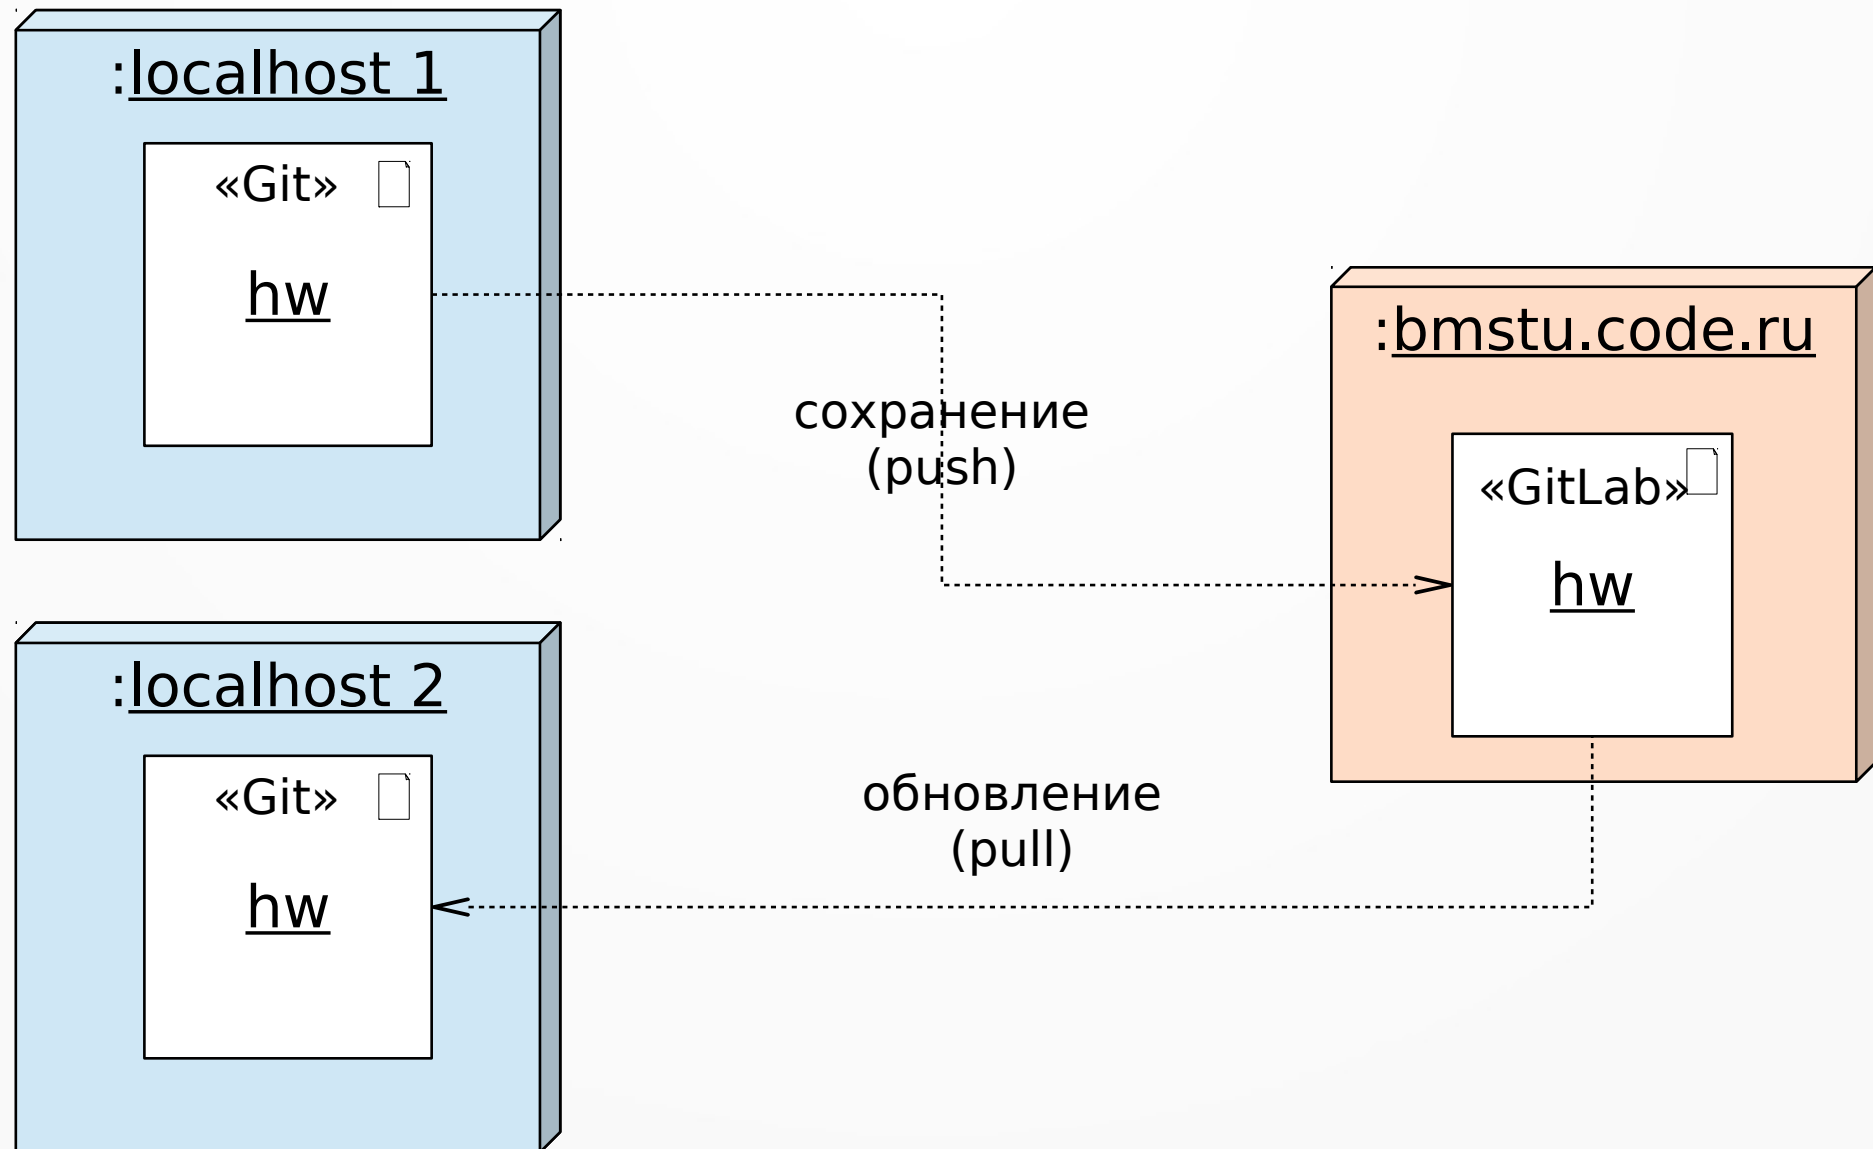 :localhost 1
«Git»
hw
сохранение
(push)
:bmstu.code.ru
«GitLab»
hw
:localhost 2
«Git»
hw
обновление
(pull)